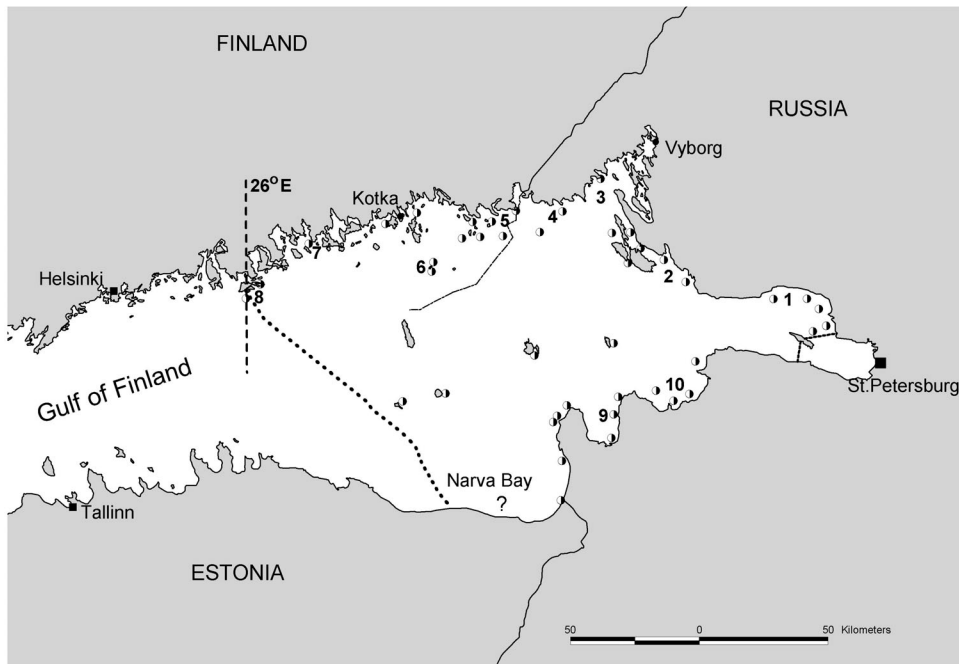 FINLAND
RUSSIA
Vyborg
26°E
3
Kotka
5
4
7
6
2
Helsinki
8
1
Gulf of Finland
St.Petersburg
10
9
Narva Bay
?
Tallinn
ESTONIA
50 0 50 Kilometers